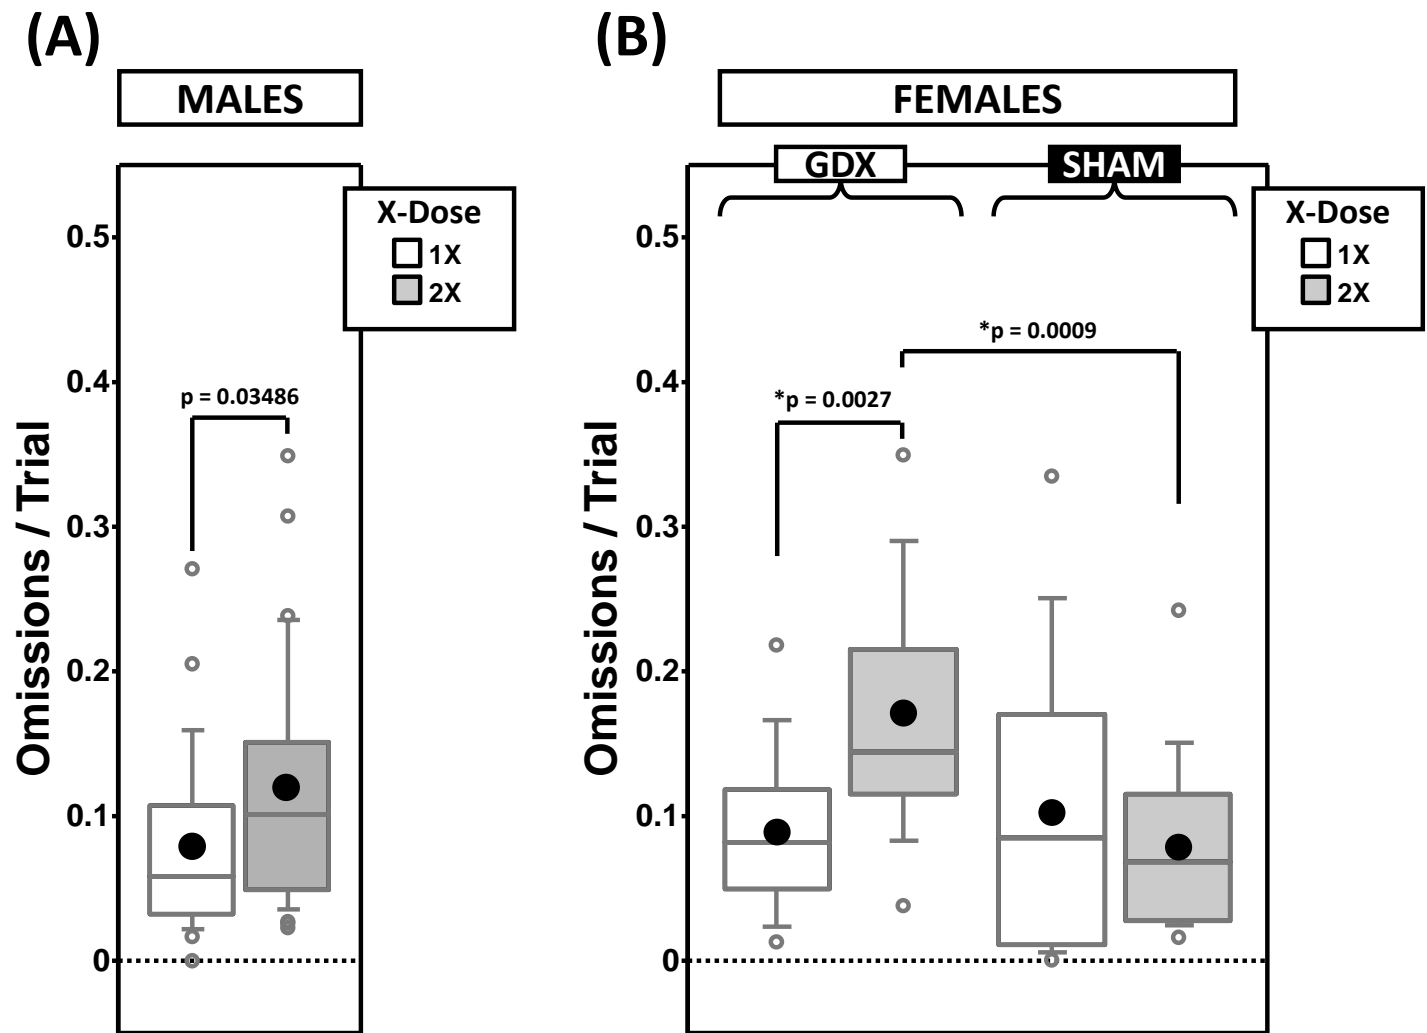 (A)
MALES
X-Dose
1X
2X
0.5
0.4
0.3
0.2
0.1
0
Omissions / Trial
p = 0.03486
(B)
FEMALES
GDX
SHAM
X-Dose
1X
2X
0.5
0.4
0.3
0.2
0.1
0
Omissions / Trial
*p = 0.0009
*p = 0.0027